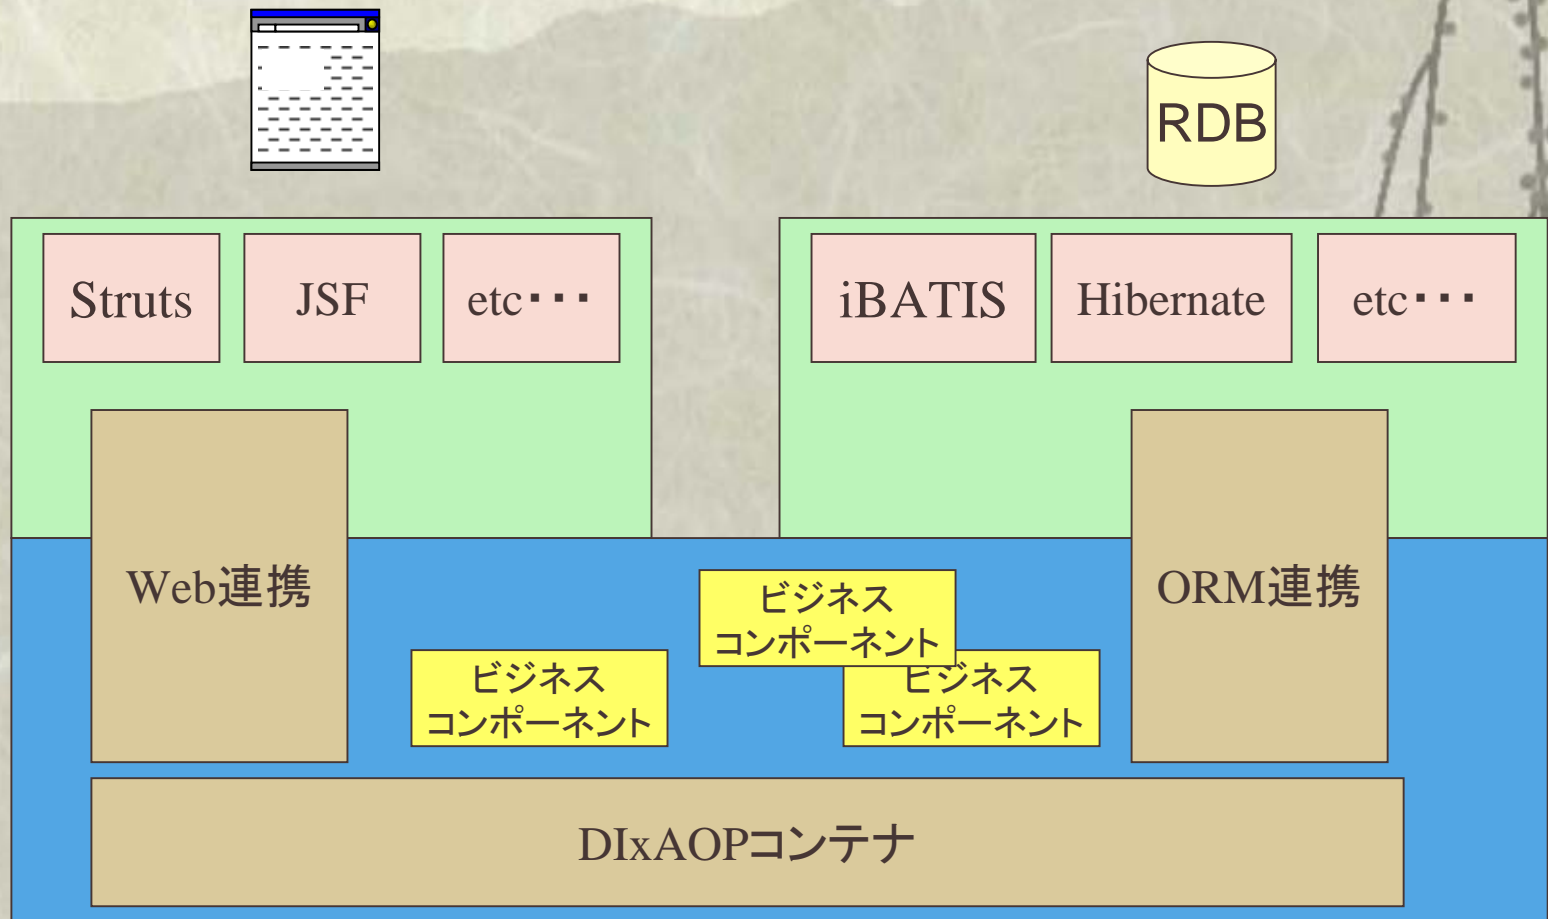 RDB
Struts
JSF
etc・・・
iBATIS
Hibernate
etc・・・
Web連携
ORM連携
ビジネス
コンポーネント
ビジネス
コンポーネント
ビジネス
コンポーネント
DIxAOPコンテナ